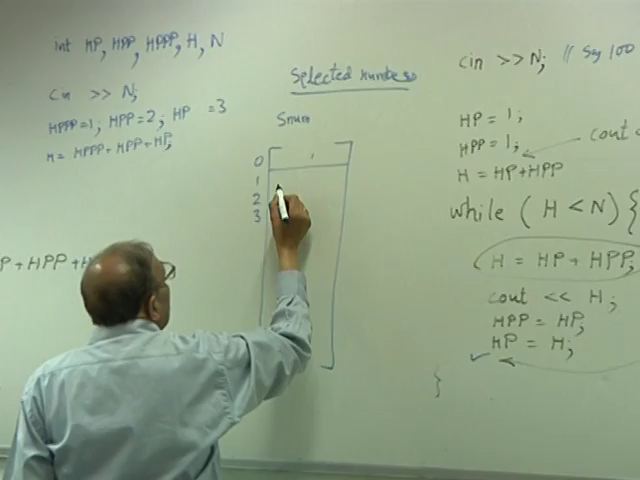 int HP, HPP, HPPP, H, N
cin >> N;
HPPP=1; HPP=2; HP =3
H= HPPP+HPP+HP;
P+HPP+H
Selected numbers
Snum
0
1
2
3
cin >> N; // Say 100
HP = 1;
HPP = 1;
cout
H = HP+HPP
while ( H < N) {
H = HP + HPP;
cout << H;
HPP = HP;
HP = H;
}